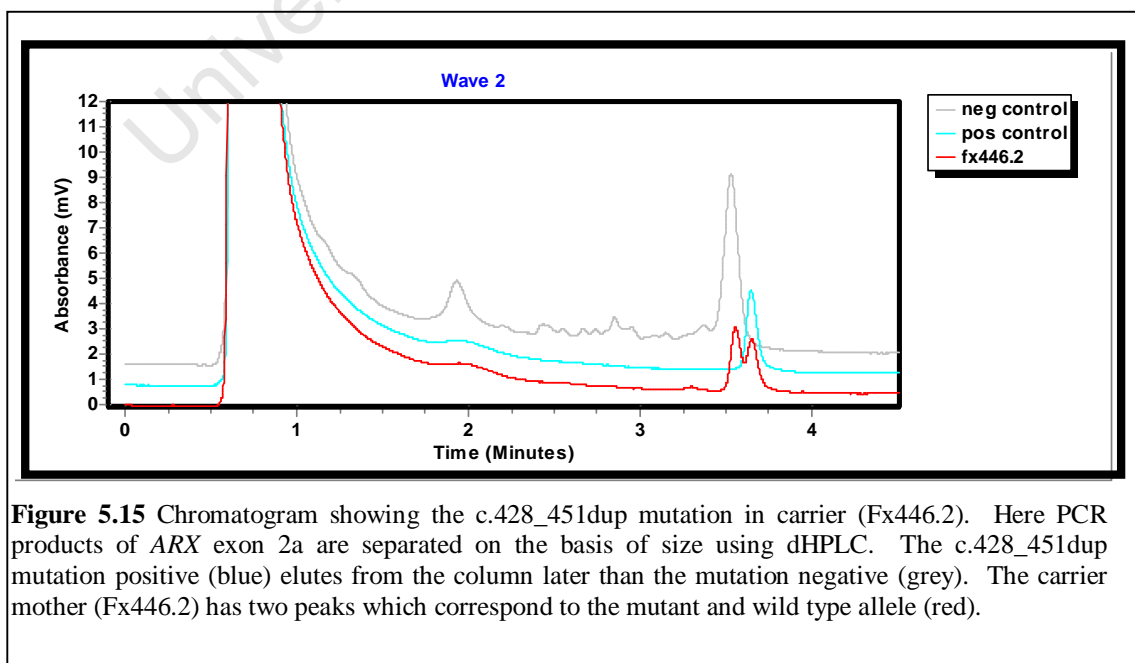 Univer
Wave 2
12
11
10
9
8
7
6
5
4
3
2
1
0
Absorbance (mV)
0 1 2 3 4
Time (Minutes)
neg control
pos control
fx446.2
Figure 5.15 Chromatogram showing the c.428_451dup mutation in carrier (Fx446.2). Here PCR
products of ARX exon 2a are separated on the basis of size using dHPLC. The c.428_451dup
mutation positive (blue) elutes from the column later than the mutation negative (grey). The carrier
mother (Fx446.2) has two peaks which correspond to the mutant and wild type allele (red).